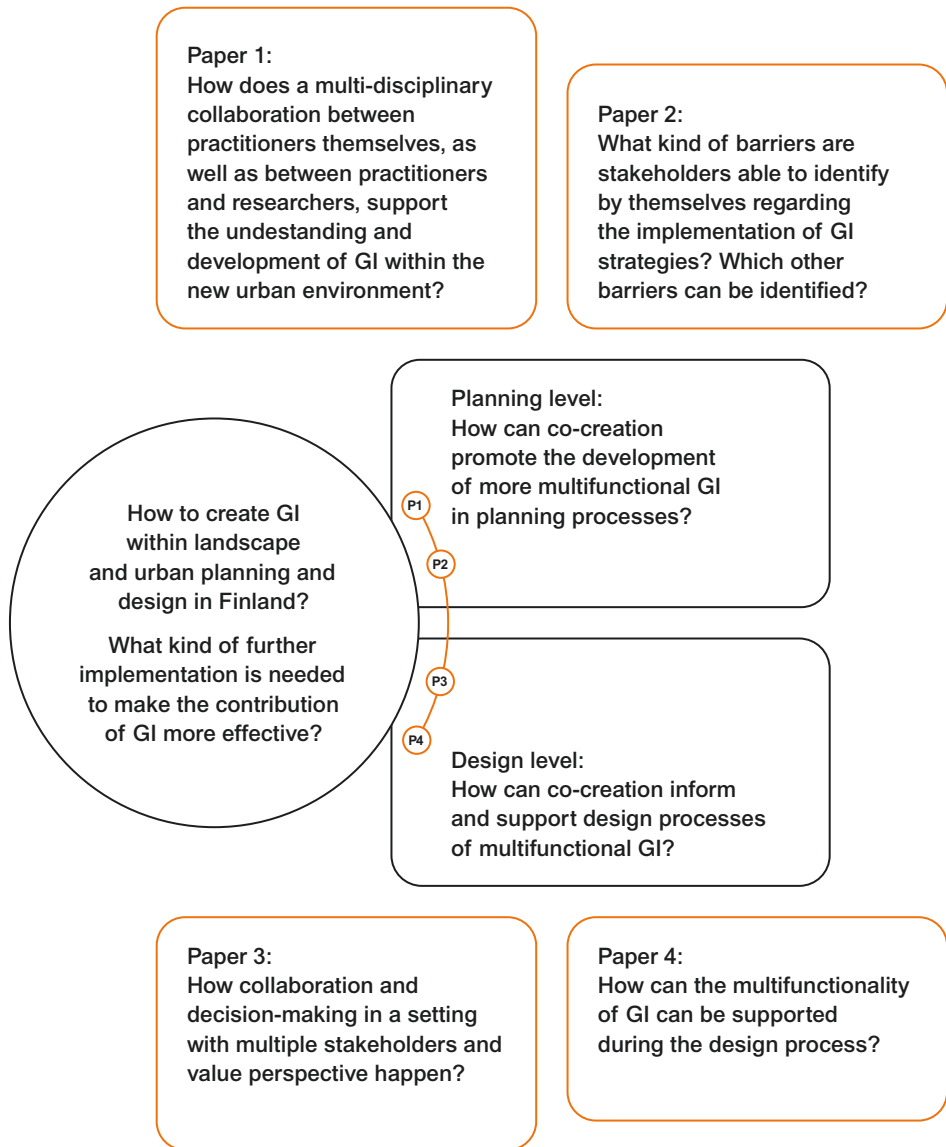 Paper 1:
How does a multi-disciplinary
collaboration between
practitioners themselves, as
well as between practitioners
and researchers, support
the undestanding and
development of GI within the
new urban environment?
Paper 2:
What kind of barriers are
stakeholders able to identify
by themselves regarding
the implementation of GI
strategies? Which other
barriers can be identified?
How to create GI
within landscape
and urban planning and
design in Finland?
What kind of further
implementation is needed
to make the contribution
of GI more effective?
P1
P2
P3
P4
Planning level:
How can co-creation
promote the development
of more multifunctional GI
in planning processes?
Design level:
How can co-creation inform
and support design processes
of multifunctional GI?
Paper 3:
How collaboration and
decision-making in a setting
with multiple stakeholders and
value perspective happen?
Paper 4:
How can the multifunctionality
of GI can be supported
during the design process?